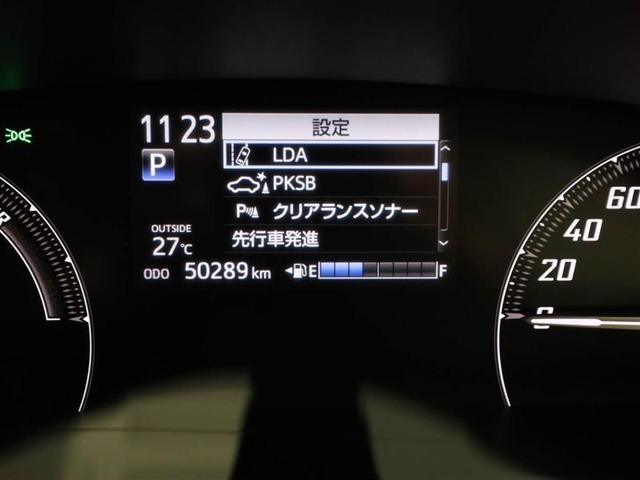 11 23
設定
LDA
P
PKSB
P クリアランスソナー
OUTSIDE
27℃
先行車発進
ODO 50289 km
E F
60
40
20
0